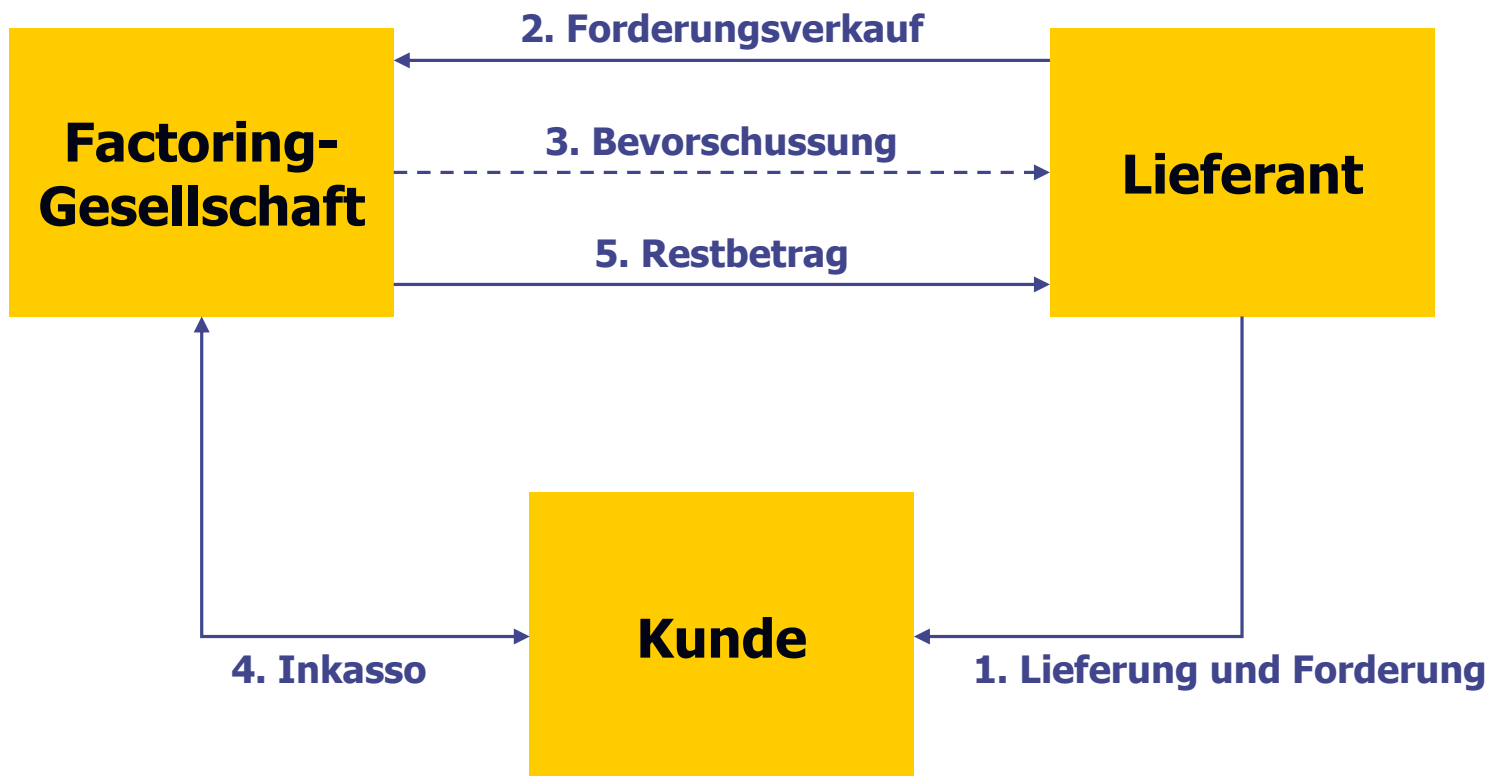 2. Forderungsverkauf
Factoring-
Gesellschaft
3. Bevorschussung
Lieferant
5. Restbetrag
Kunde
4. Inkasso
1. Lieferung und Forderung